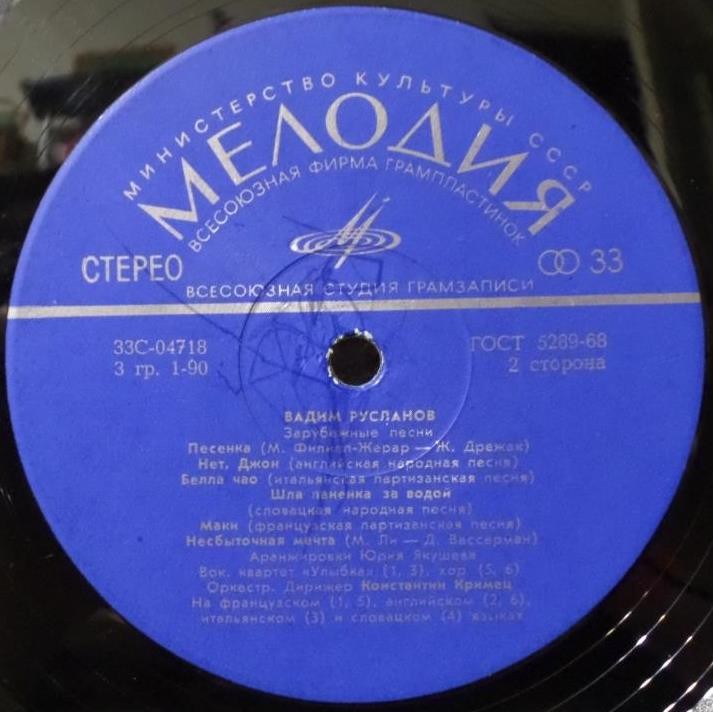 МИНИСТЕРСТВО КУЛЬТУРЫ СССР
МЕЛОДИЯ
ВСЕСОЮЗНАЯ ФИРМА ГРАМПЛАСТИНОК
СТЕРЕО
33
ВСЕСОЮЗНАЯ СТУДИЯ ГРАМЗАПИСИ
33С-04718
ГОСТ 5289-68
3 гр. 1-90
2 сторона
ВАДИМ РУСЛАНОВ
Зарубежные песни
Песенка (М. Филипп-Жерар — Ж. Дрежак)
Нет, Джон (английская народная песня)
Белла чао (итальянская партизанская песня)
Шла паненка за водой
(словацкая народная песня)
Маки (французская партизанская песня)
Несбыточная мечта (М. Ли — Д. Вассерман)
Аранжировки Юрия Якушева
Вок. квартет «Улыбка» (1, 3), хор (5, 6)
Оркестр. Дирижер Константин Кримец
На французском (1, 5), английском (2, 6),
итальянском (3) и словацком (4) языках